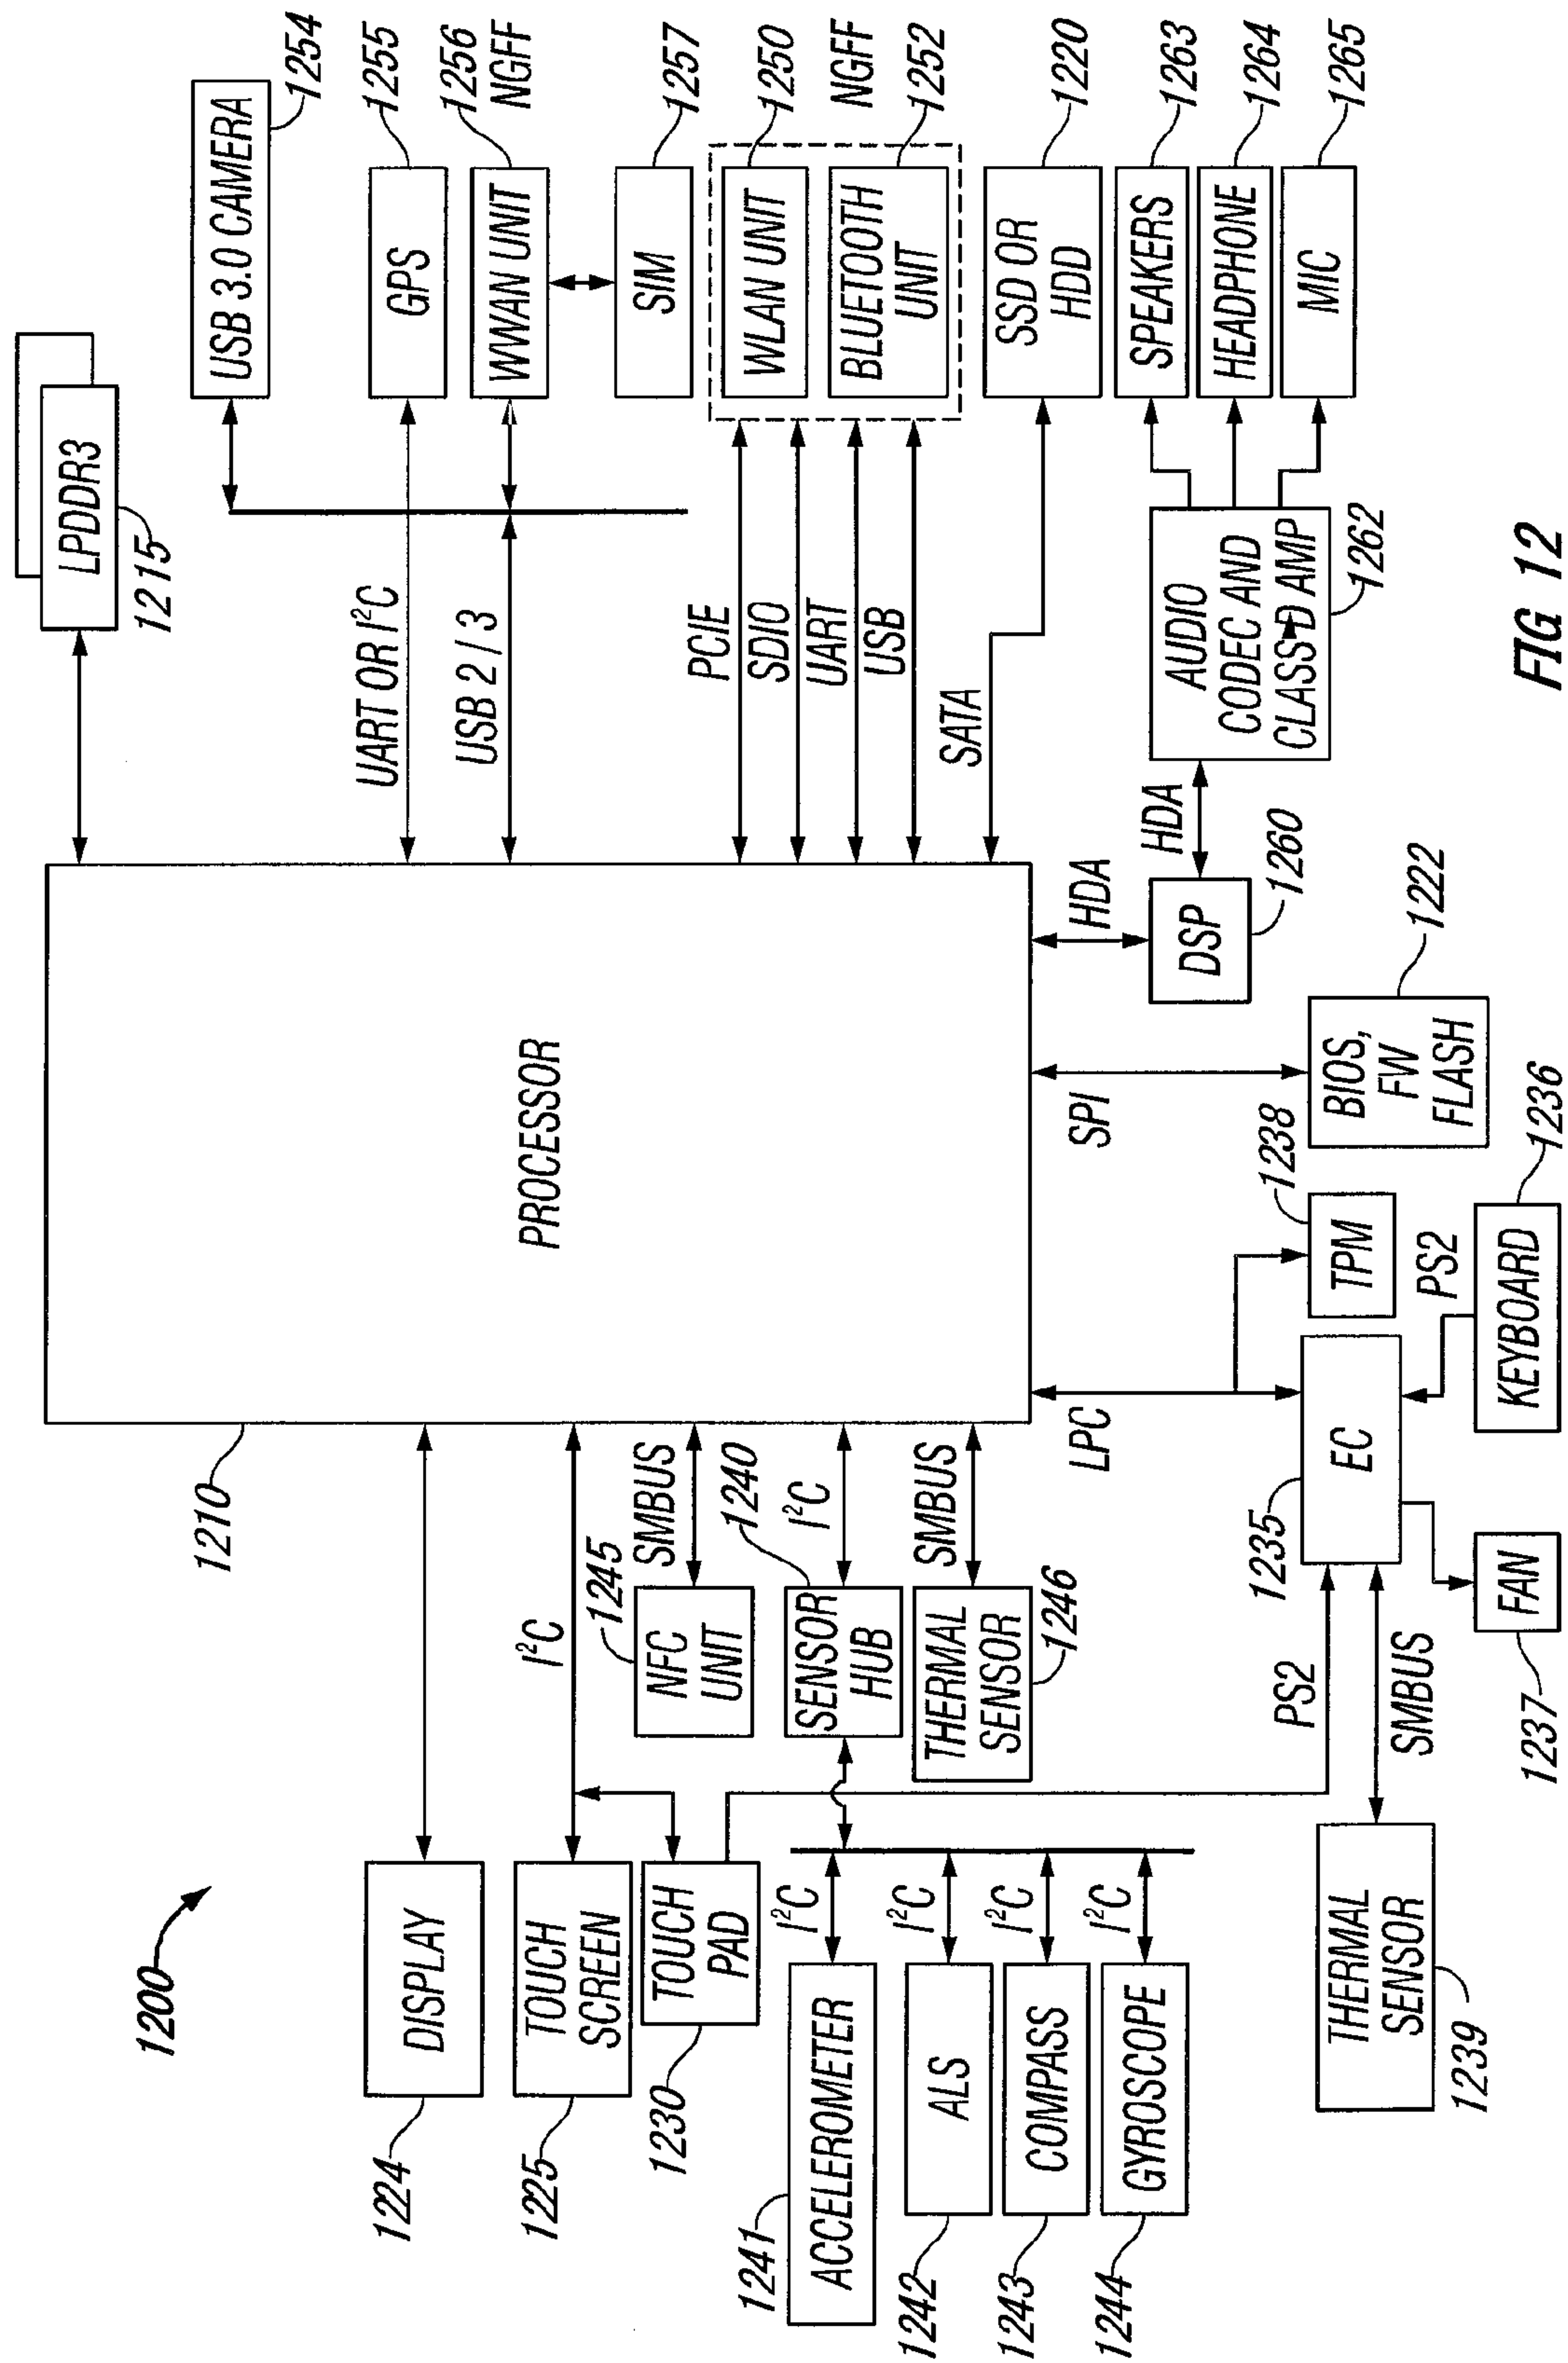 1200
LPDDR3
1215
USB 3.0 CAMERA
1254
DISPLAY
1224
1210
PROCESSOR
UART OR I²C
GPS
1255
USB 2 / 3
WWAN UNIT
1256
NGFF
TOUCH
SCREEN
1225
I²C
SIM
1257
TOUCH
PAD
1230
NFC
UNIT
1245
SMBUS
PCIE
SDIO
UART
USB
WLAN UNIT
1250
NGFF
BLUETOOTH
UNIT
1252
ACCELEROMETER
1241
I²C
SENSOR
HUB
1240
I²C
ALS
1242
I²C
THERMAL
SENSOR
1246
SMBUS
SATA
SSD OR
HDD
1220
COMPASS
1243
I²C
GYROSCOPE
1244
I²C
LPC
SPI
HDA
DSP
1260
HDA
AUDIO
CODEC AND
CLASS D AMP
1262
SPEAKERS
1263
HEADPHONE
1264
MIC
1265
THERMAL
SENSOR
1239
PS2
SMBUS
EC
1235
TPM
1238
BIOS,
FW
FLASH
1222
FAN
1237
PS2
KEYBOARD
1236
FIG 12